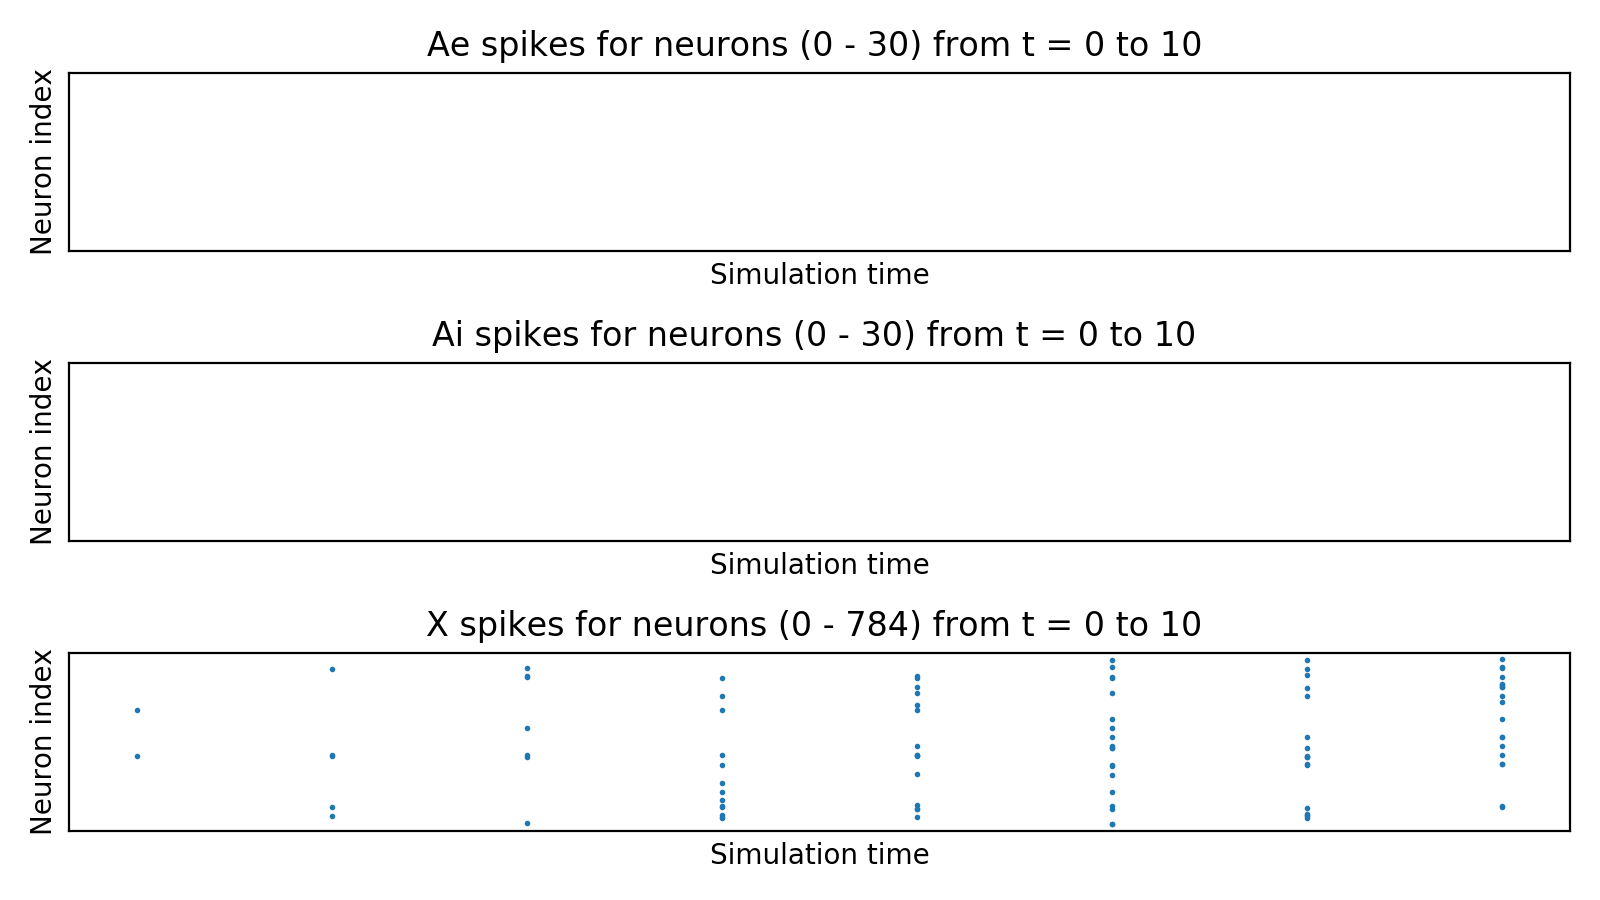 Ae spikes for neurons (0 - 30) from t = 0 to 10
Neuron index
Simulation time
Ai spikes for neurons (0 - 30) from t = 0 to 10
Neuron index
Simulation time
X spikes for neurons (0 - 784) from t = 0 to 10
Neuron index
Simulation time